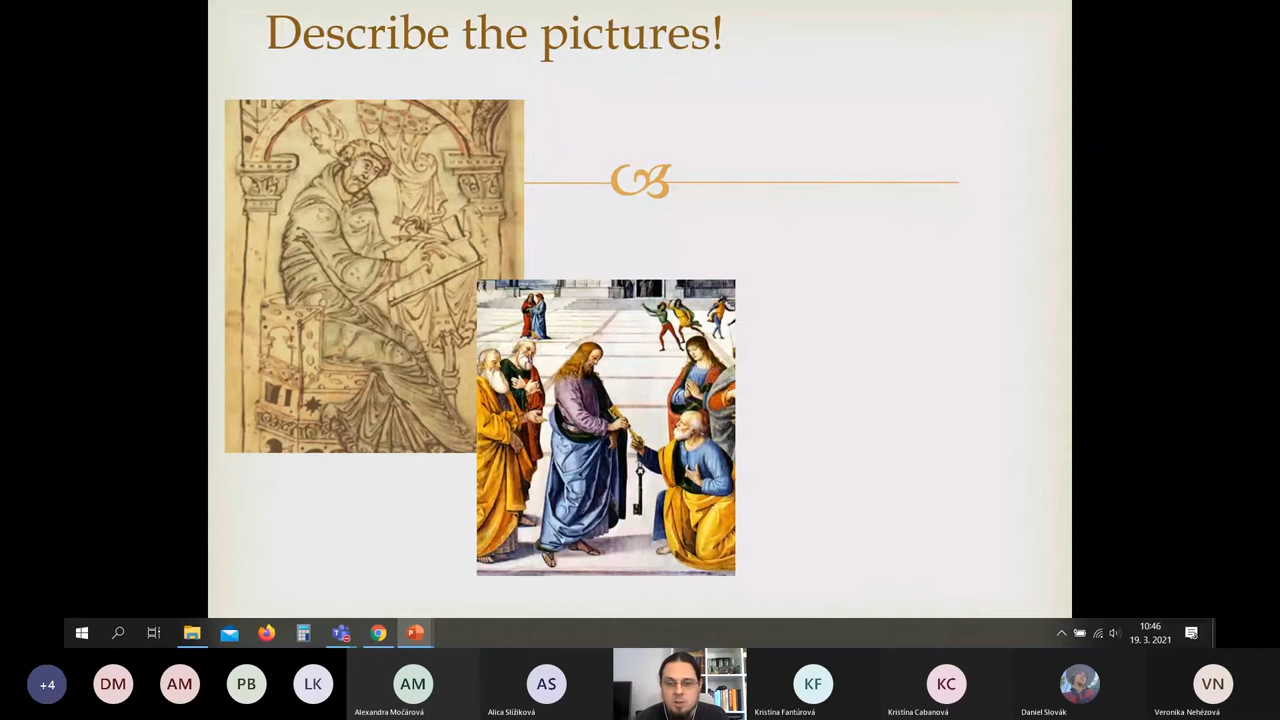 Describe the pictures!
10:46
19. 3. 2021
+4
DM
AM
PB
LK
AM
AS
KF
KC
VN
Alexandra Močárová
Alica Slížiková
Kristína Fantúrová
Kristína Cabanová
Daniel Slovák
Veronika Nehézová